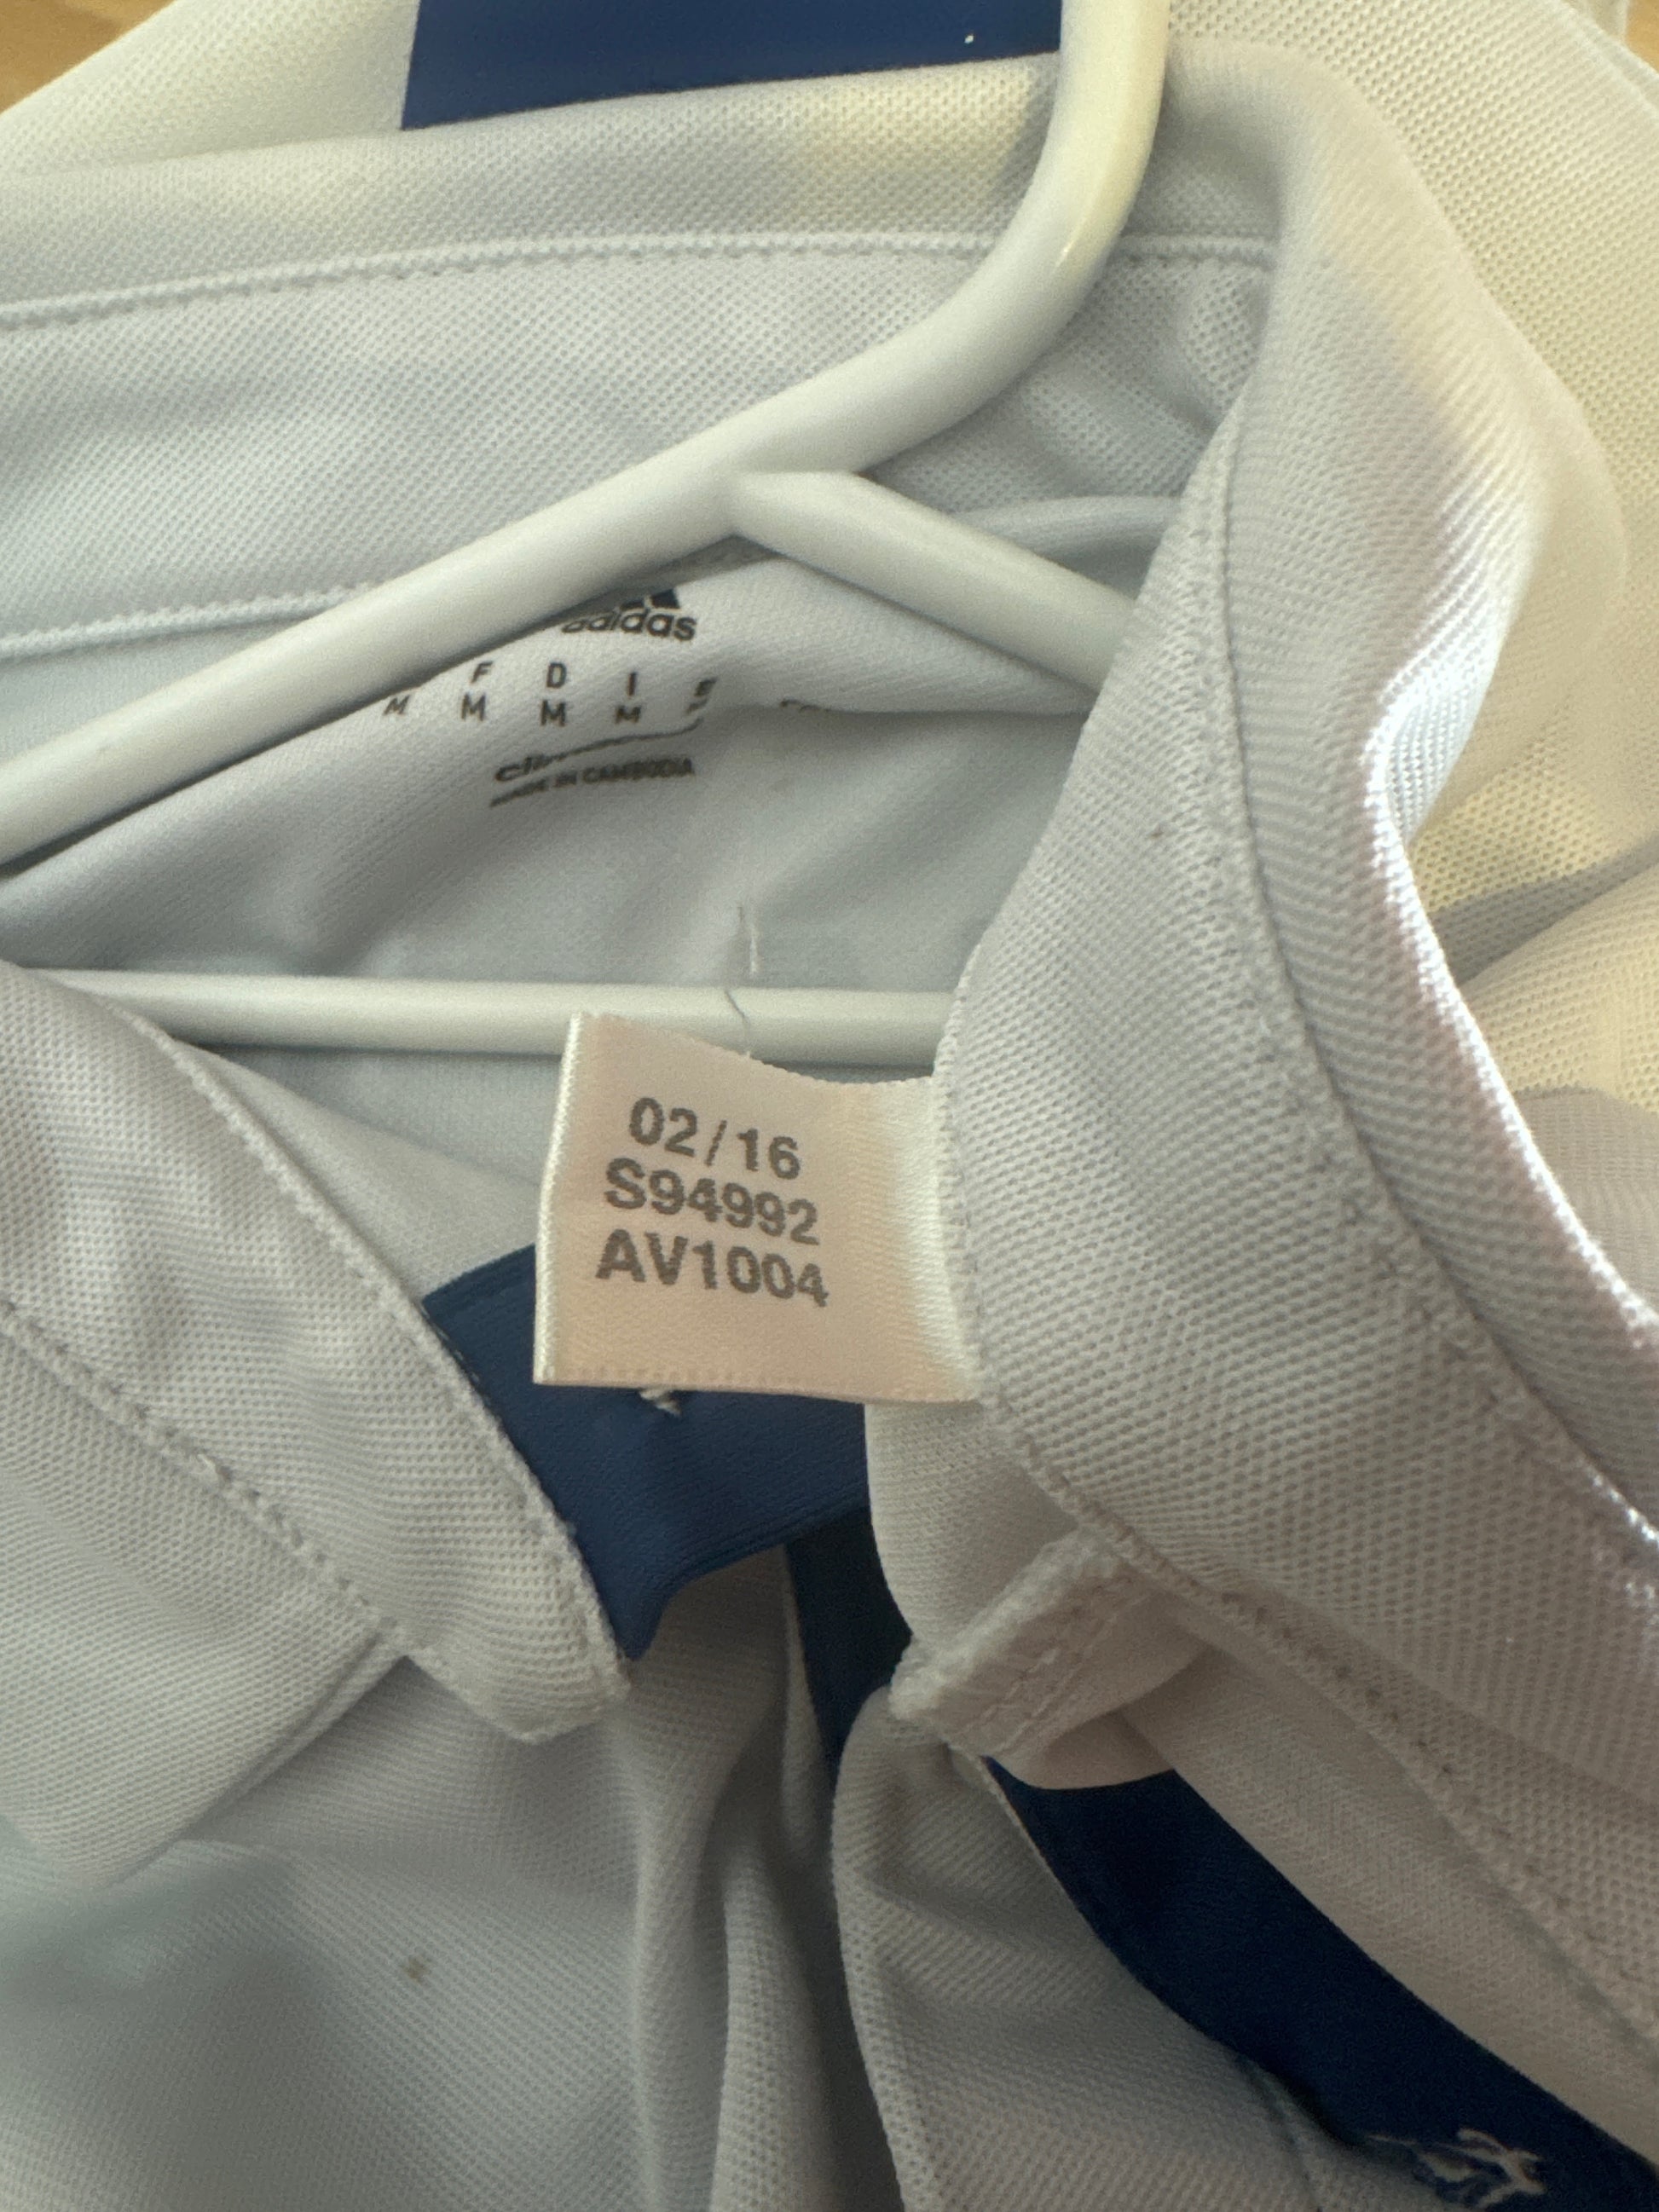 adidas
F D I
M M M M
MADE IN CAMBODIA
02/16
S94992
AV1004